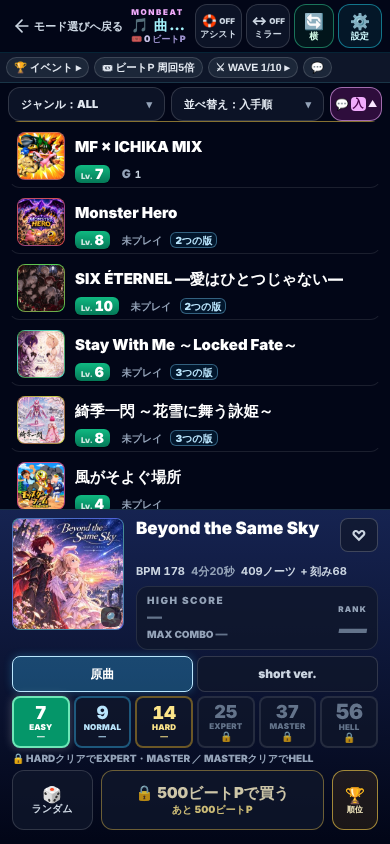 モード選びへ戻る
MONBEAT
🎵 曲…
🎟 0 ビートP
🛟 OFF
アシスト
↔ OFF
ミラー
🔄
横
⚙️
設定
🏆 イベント ▸
🎟 ビートP 周回5倍
⚔ WAVE 1/10 ▸
💬
ジャンル：ALL ▼
並べ替え：入手順 ▼
💬 入 ▲
MF × ICHIKA MIX
Lv. 7 G 1
Monster Hero
Lv. 8 未プレイ 2つの版
SIX ÉTERNEL —愛はひとつじゃない—
Lv. 10 未プレイ 2つの版
Stay With Me ～Locked Fate～
Lv. 6 未プレイ 3つの版
綺季一閃 ～花雪に舞う詠姫～
Lv. 8 未プレイ 3つの版
風がそよぐ場所
Lv. 4 未プレイ
Beyond the Same Sky
Beyond the Same Sky
♡
BPM 178 4分20秒 409ノーツ + 刻み68
HIGH SCORE
—
MAX COMBO —
RANK
—
原曲
short ver.
7
EASY
—
9
NORMAL
—
14
HARD
—
25
EXPERT
🔒
37
MASTER
🔒
56
HELL
🔒
🔒 HARDクリアでEXPERT・MASTER ／ MASTERクリアでHELL
🎲
ランダム
🔒 500ビートPで買う
あと 500ビートP
🏆
順位